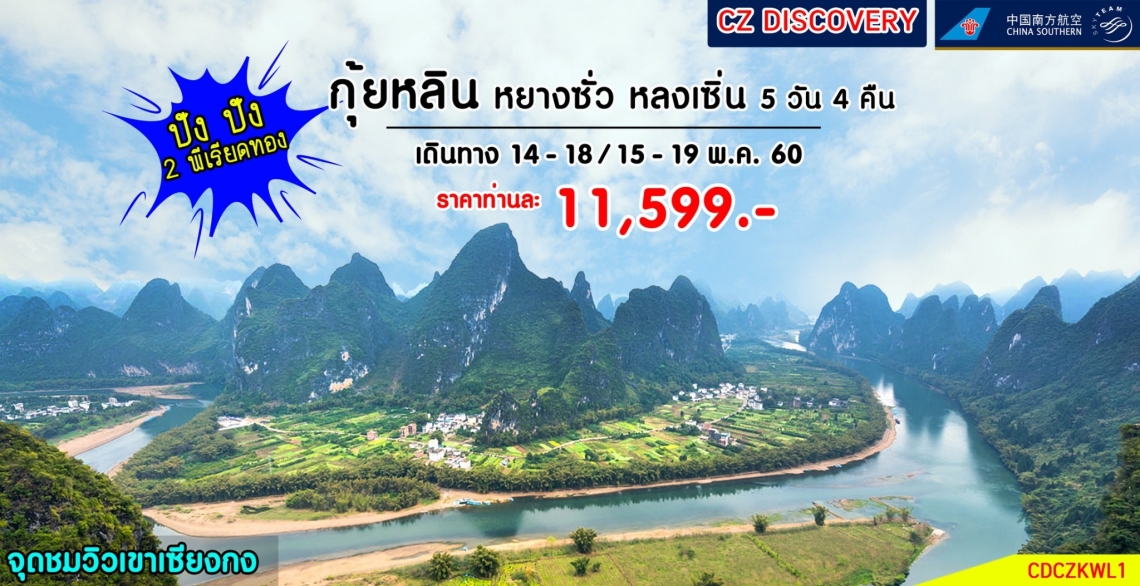 CZ DISCOVERY
中国南方航空
CHINA SOUTHERN
SKYTEAM
ปัง ปัง
2 พีเรียดทอง
กุ้ยหลิน หยางซั่ว หลงเซิ่น 5 วัน 4 คืน
เดินทาง 14 - 18 / 15 - 19 พ.ค. 60
ราคาท่านละ 11,599.-
จุดชมวิวเขาเซียงกง
CDCZKWL1